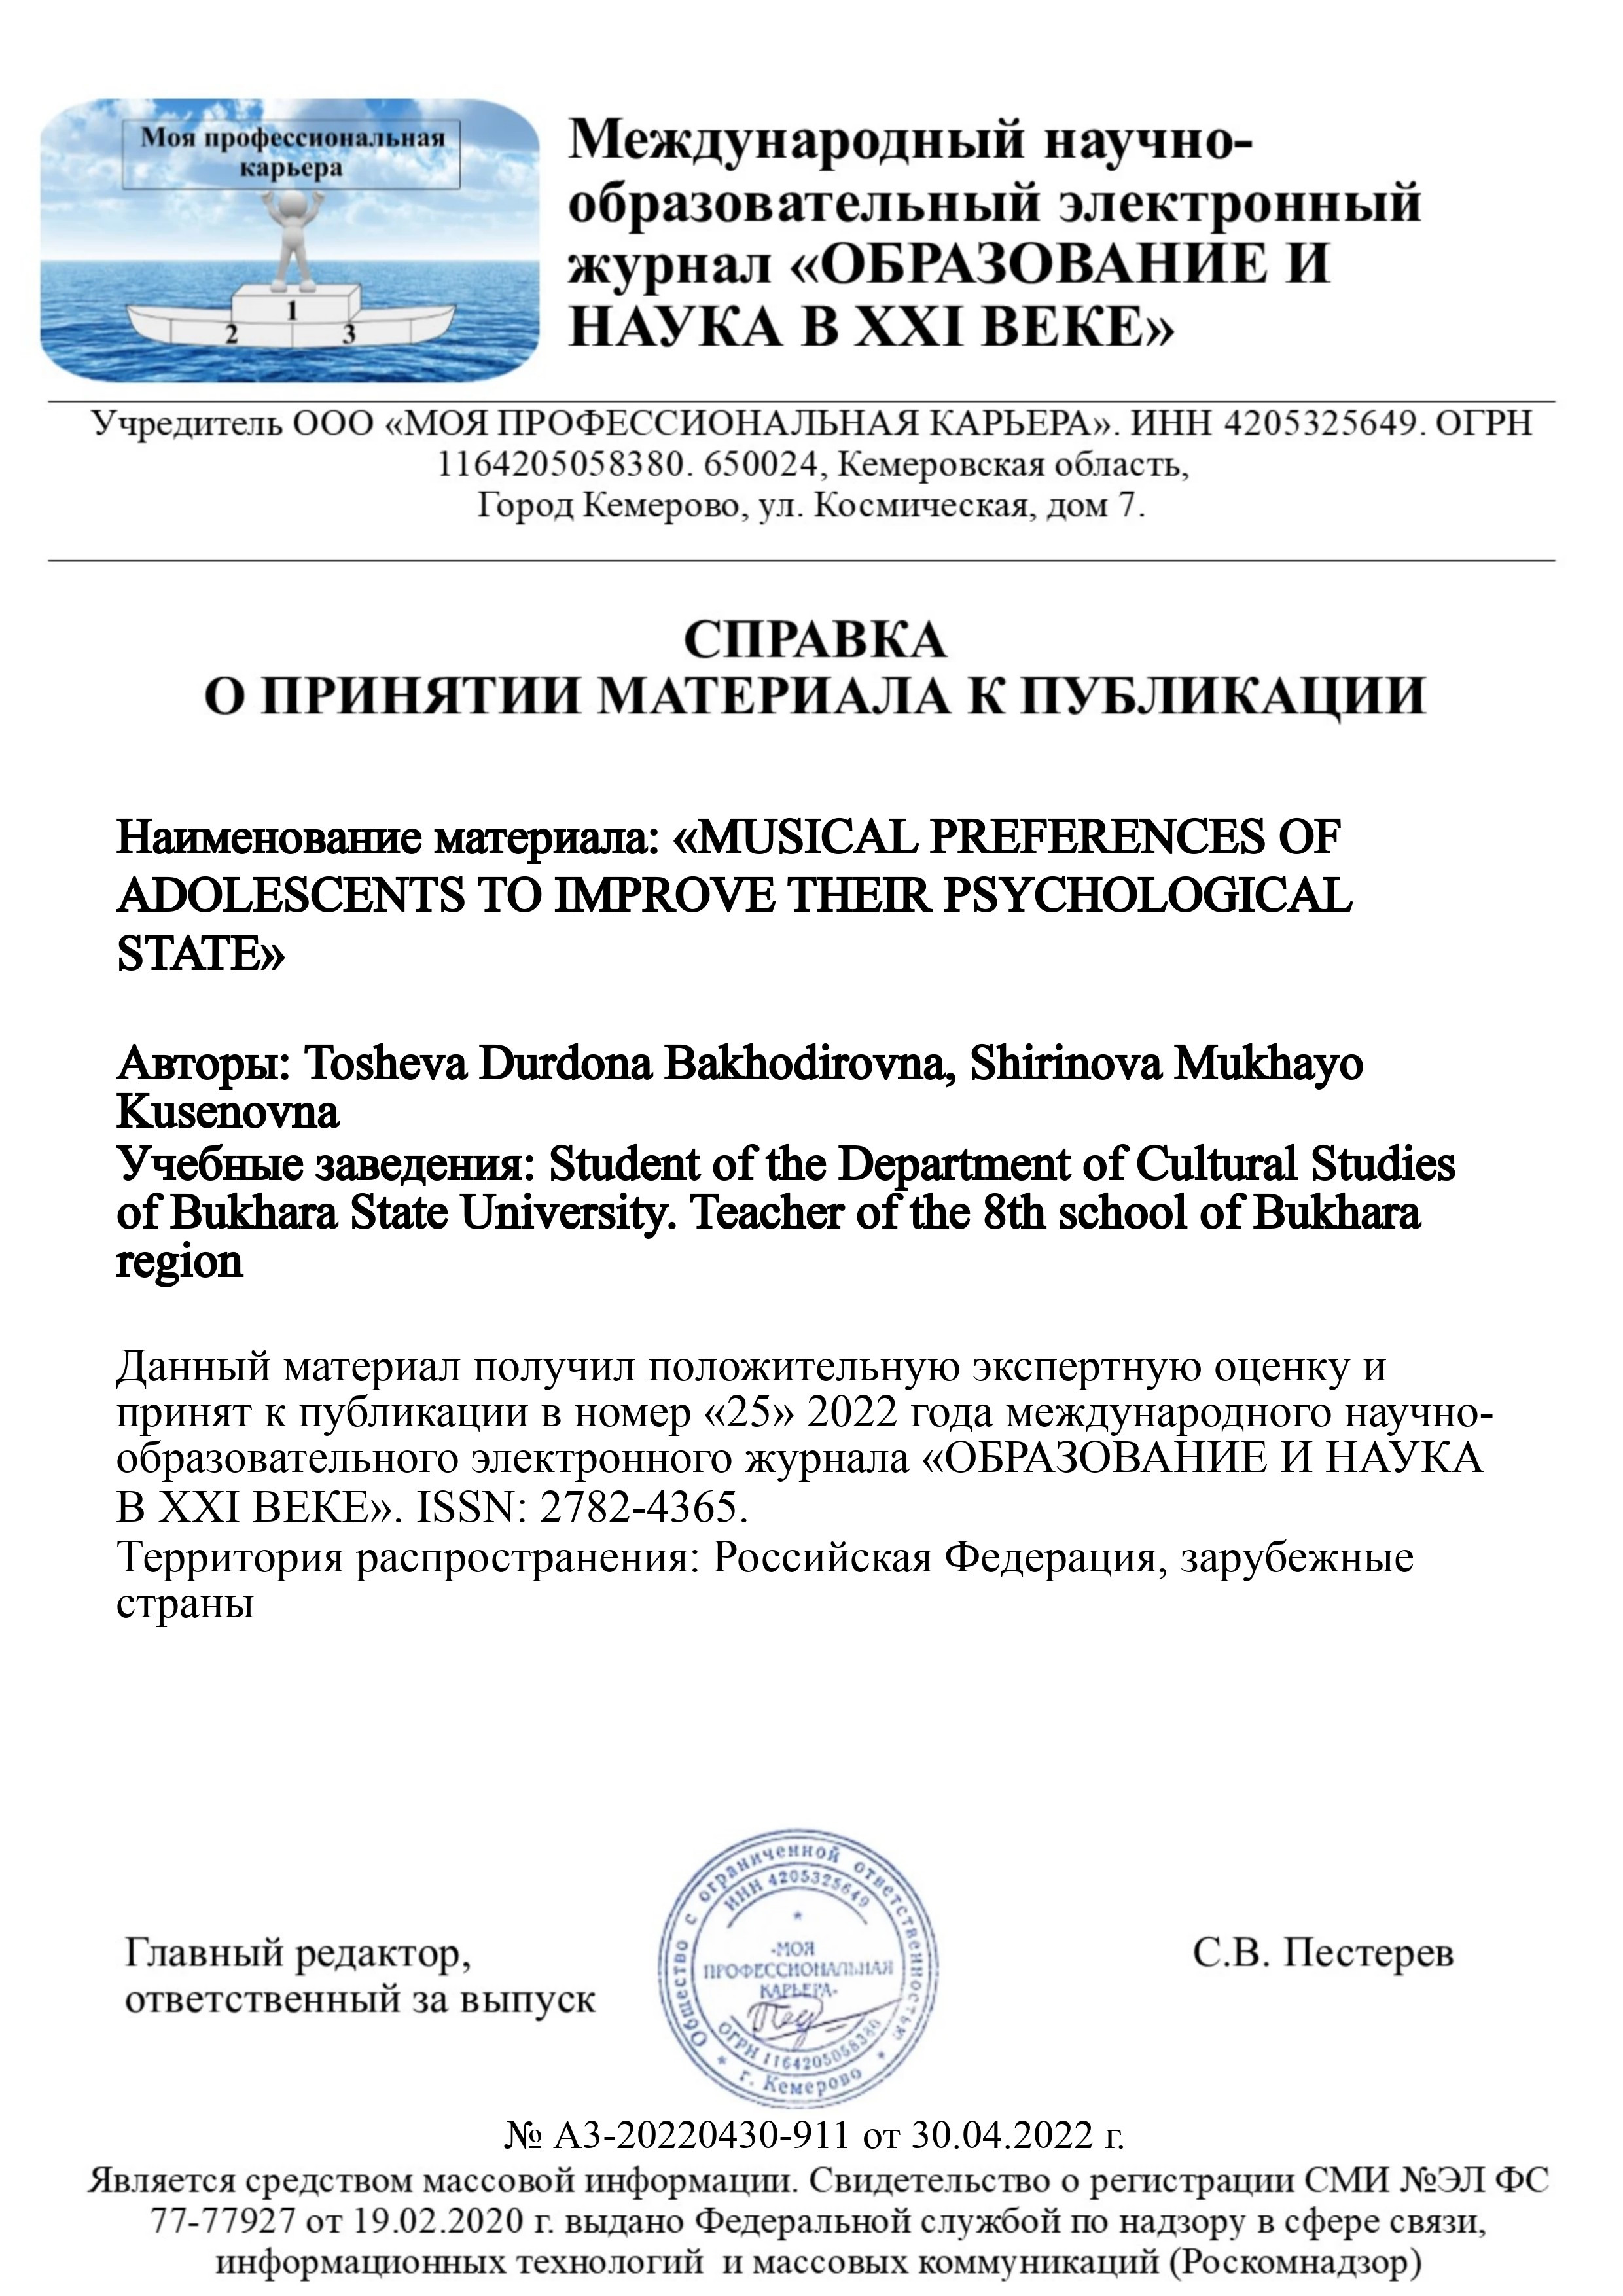 Моя профессиональная
карьера
1
2
3
Международный научно-
образовательный электронный
журнал «ОБРАЗОВАНИЕ И
НАУКА В XXI ВЕКЕ»
Учредитель ООО «МОЯ ПРОФЕССИОНАЛЬНАЯ КАРЬЕРА». ИНН 4205325649. ОГРН
1164205058380. 650024, Кемеровская область,
Город Кемерово, ул. Космическая, дом 7.
СПРАВКА
О ПРИНЯТИИ МАТЕРИАЛА К ПУБЛИКАЦИИ
Наименование материала: «MUSICAL PREFERENCES OF
ADOLESCENTS TO IMPROVE THEIR PSYCHOLOGICAL
STATE»
Авторы: Tosheva Durdona Bakhodirovna, Shirinova Mukhayo
Kusenovna
Учебные заведения: Student of the Department of Cultural Studies
of Bukhara State University. Teacher of the 8th school of Bukhara
region
Данный материал получил положительную экспертную оценку и
принят к публикации в номер «25» 2022 года международного научно-
образовательного электронного журнала «ОБРАЗОВАНИЕ И НАУКА
В XXI ВЕКЕ». ISSN: 2782-4365.
Территория распространения: Российская Федерация, зарубежные
страны
Главный редактор,
ответственный за выпуск
Общество с ограниченной ответственностью
ИНН 4205325649
«МОЯ
ПРОФЕССИОНАЛЬНАЯ
КАРЬЕРА»
ОГРН 1164205058380
* г. Кемерово *
С.В. Пестерев
№ А3-20220430-911 от 30.04.2022 г.
Является средством массовой информации. Свидетельство о регистрации СМИ №ЭЛ ФС
77-77927 от 19.02.2020 г. выдано Федеральной службой по надзору в сфере связи,
информационных технологий  и массовых коммуникаций (Роскомнадзор)